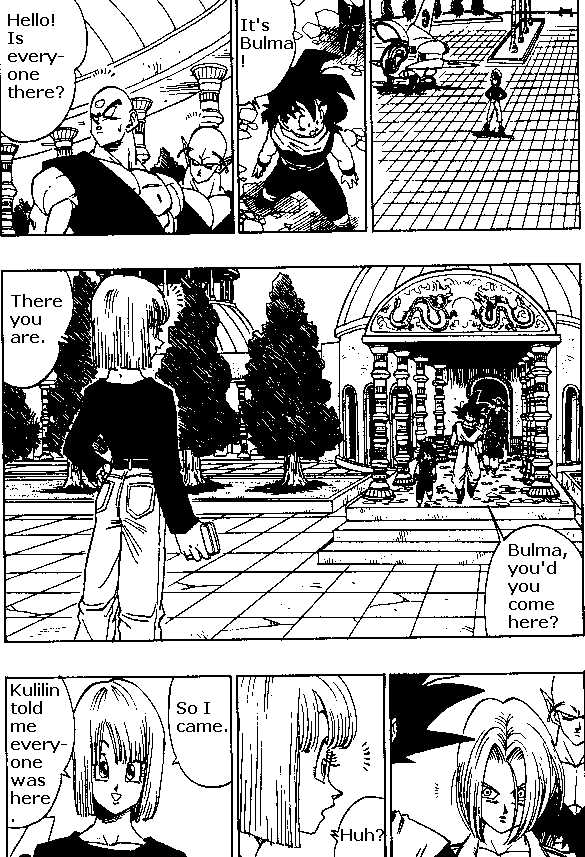 Hello!
Is
every-
one
there?
It's
Bulma
!
There
you
are.
Bulma,
you'd
you
come
here?
Kulilin
told
me
every-
one
was
here
.
So I
came.
Huh?